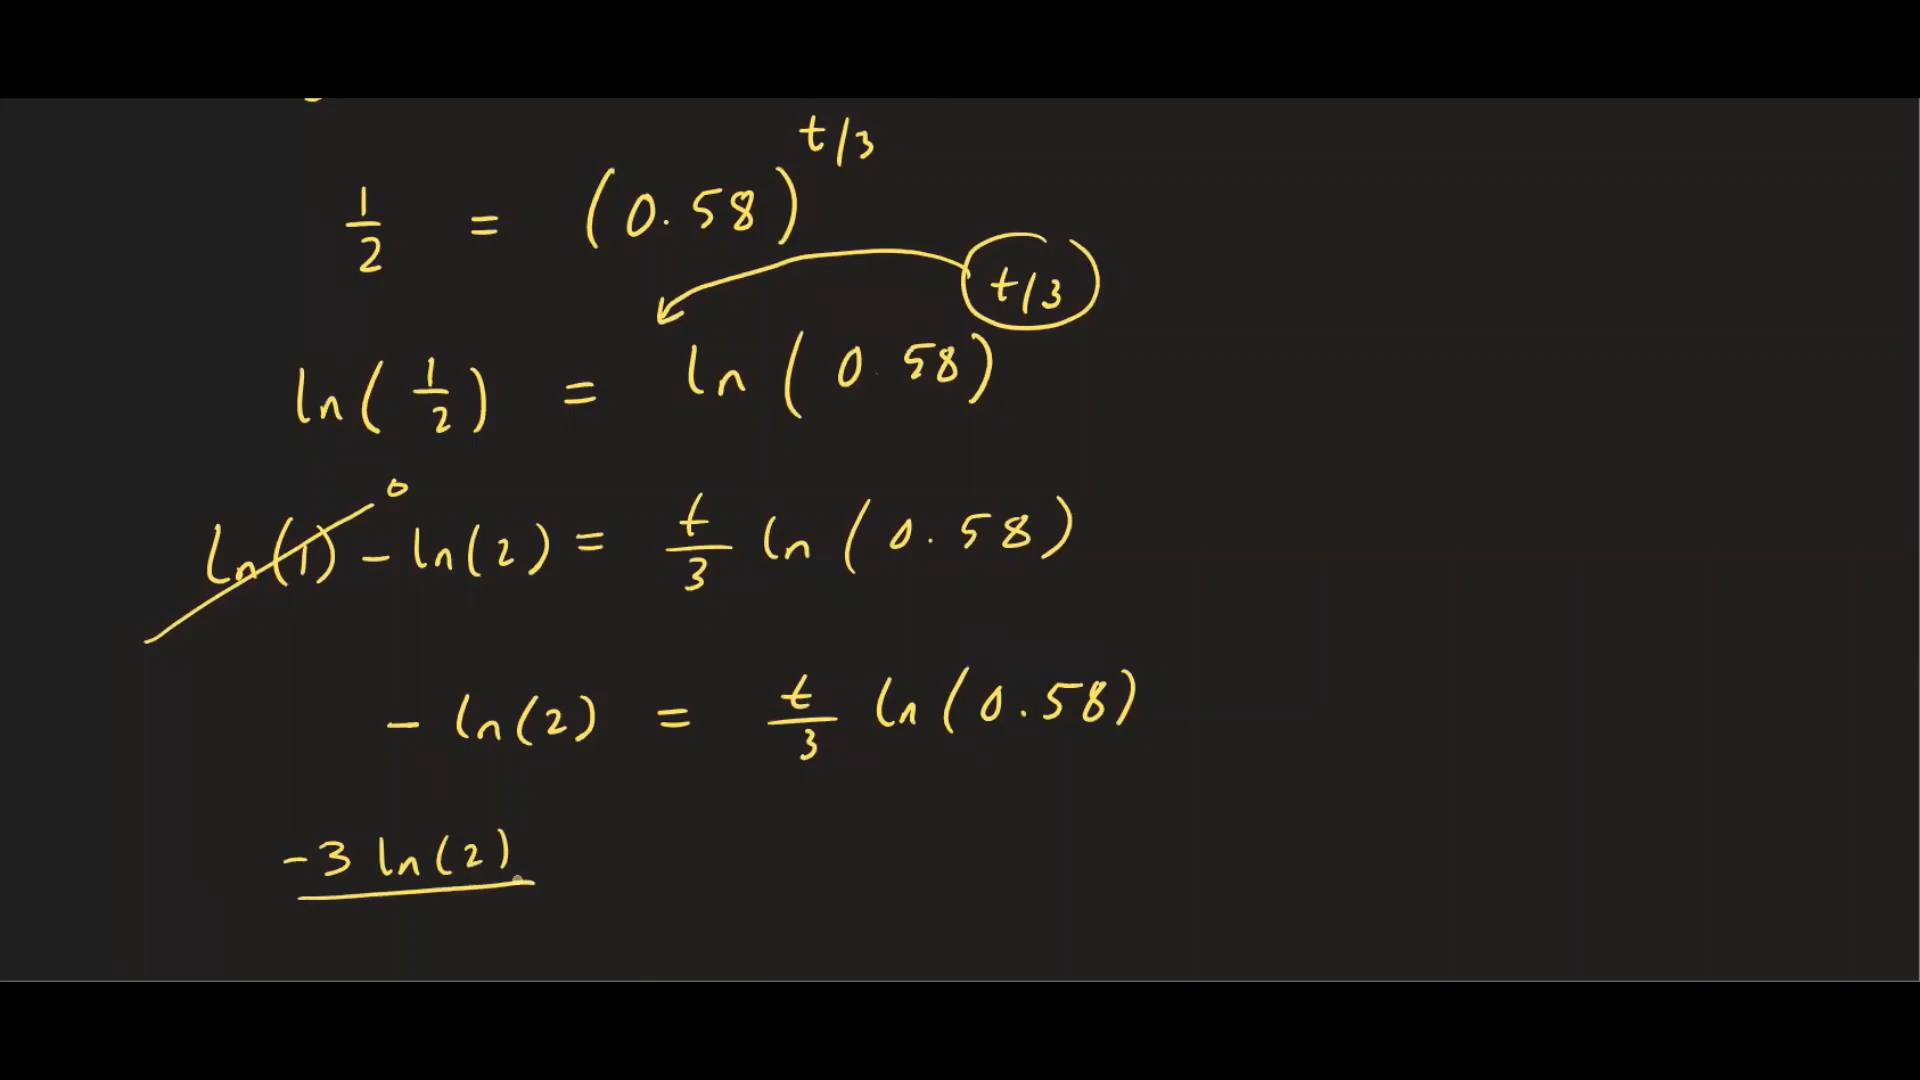 1/2 = (0.58)^(t/3)
ln(1/2) = ln(0.58)^(t/3)
ln(1)^0 - ln(2) = t/3 ln(0.58)
- ln(2) = t/3 ln(0.58)
-3 ln(2)